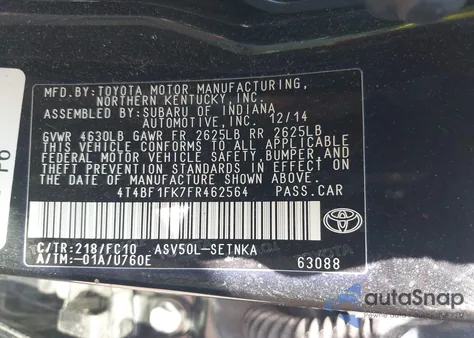 MFD.BY:TOYOTA MOTOR MANUFACTURING,
NORTHERN KENTUCKY,INC.
ASSEMBLED BY:SUBARU OF INDIANA
AUTOMOTIVE,INC. 12/14
GVWR 4630LB GAWR FR 2625LB RR 2625LB
THIS VEHICLE CONFORMS TO ALL APPLICABLE
FEDERAL MOTOR VEHICLE SAFETY,BUMPER,AND
THEFT PREVENTION STANDARDS IN EFFECT ON
THE DATE OF MANUFACTURE SHOWN ABOVE.
4T4BF1FK7FR462564 PASS.CAR
TOYOTA
C/TR:218/FC10 ASV50L-SETNKA
A/TM:-01A/U760E 63088
F6
autoSnap